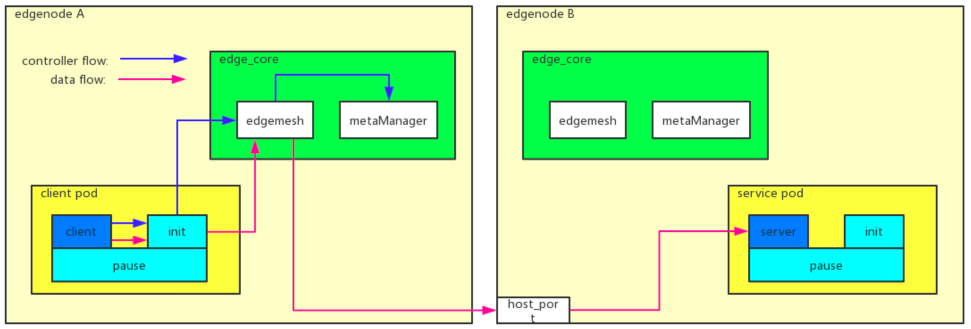 edgenode A
controller flow:
data flow:
edge_core
edgemesh
metaManager
client pod
client
init
pause
edgenode B
edge_core
edgemesh
metaManager
service pod
server
init
pause
host_por
t